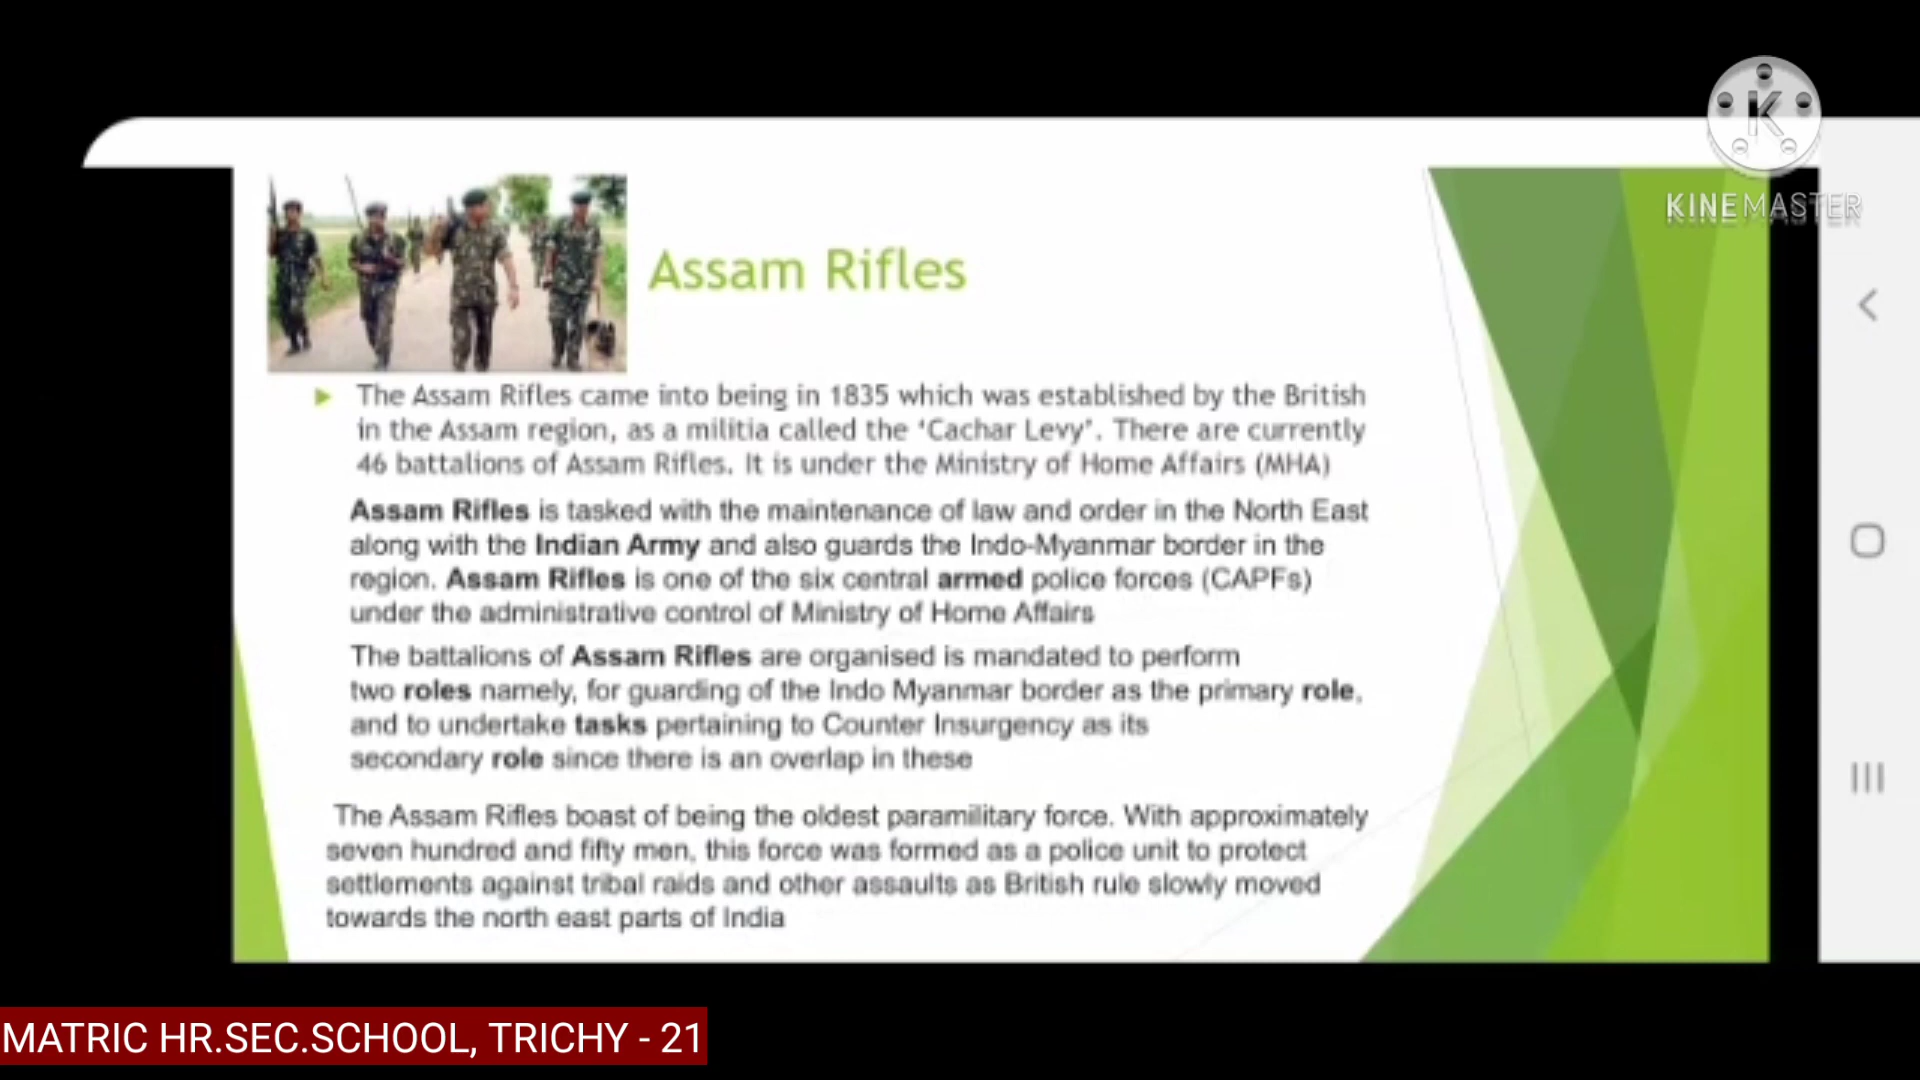 K
KINEMASTER
Assam Rifles
The Assam Rifles came into being in 1835 which was established by the British
in the Assam region, as a militia called the ‘Cachar Levy’. There are currently
46 battalions of Assam Rifles. It is under the Ministry of Home Affairs (MHA)
Assam Rifles is tasked with the maintenance of law and order in the North East
along with the Indian Army and also guards the Indo-Myanmar border in the
region. Assam Rifles is one of the six central armed police forces (CAPFs)
under the administrative control of Ministry of Home Affairs
The battalions of Assam Rifles are organised is mandated to perform
two roles namely, for guarding of the Indo Myanmar border as the primary role,
and to undertake tasks pertaining to Counter Insurgency as its
secondary role since there is an overlap in these
The Assam Rifles boast of being the oldest paramilitary force. With approximately
seven hundred and fifty men, this force was formed as a police unit to protect
settlements against tribal raids and other assaults as British rule slowly moved
towards the north east parts of India
MATRIC HR.SEC.SCHOOL, TRICHY - 21